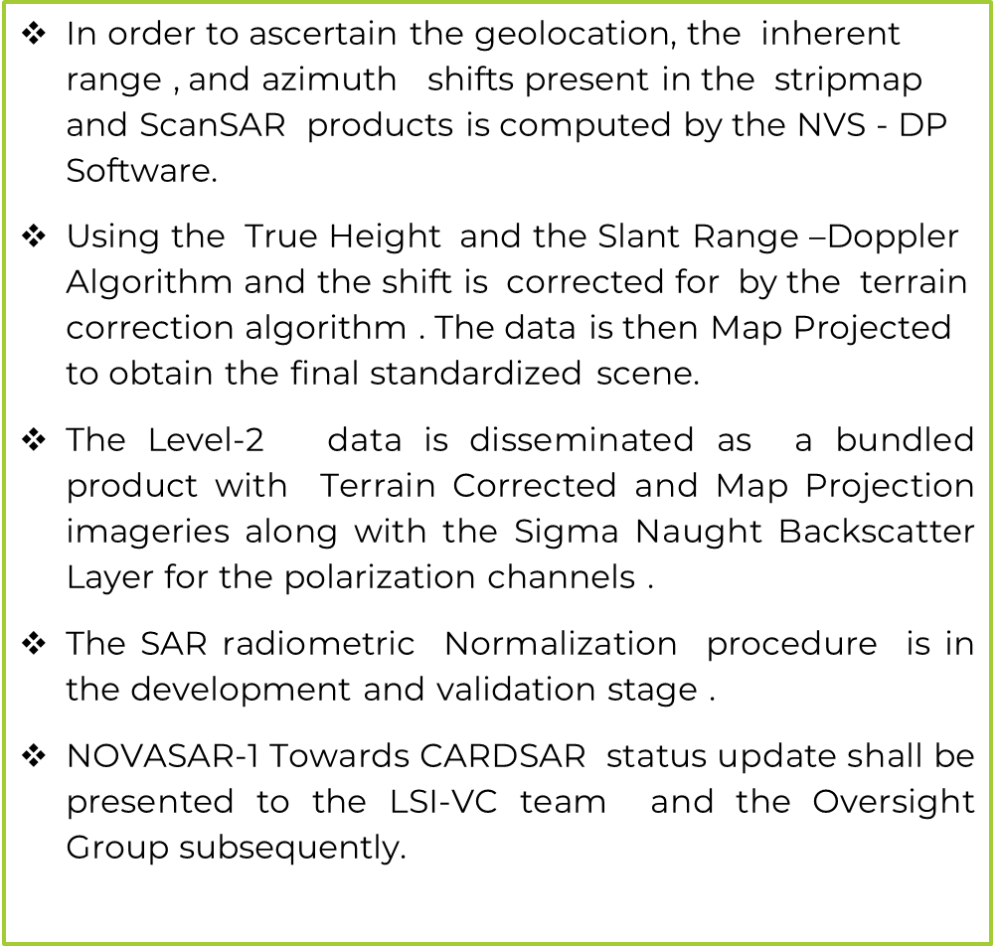 ❖ In order to ascertain the geolocation, the inherent
range , and azimuth shifts present in the stripmap
and ScanSAR products is computed by the NVS - DP
Software.
❖ Using the True Height and the Slant Range –Doppler
Algorithm and the shift is corrected for by the terrain
correction algorithm . The data is then Map Projected
to obtain the final standardized scene.
❖ The Level-2 data is disseminated as a bundled
product with Terrain Corrected and Map Projection
imageries along with the Sigma Naught Backscatter
Layer for the polarization channels .
❖ The SAR radiometric Normalization procedure is in
the development and validation stage .
❖ NOVASAR-1 Towards CARDSAR status update shall be
presented to the LSI-VC team and the Oversight
Group subsequently.